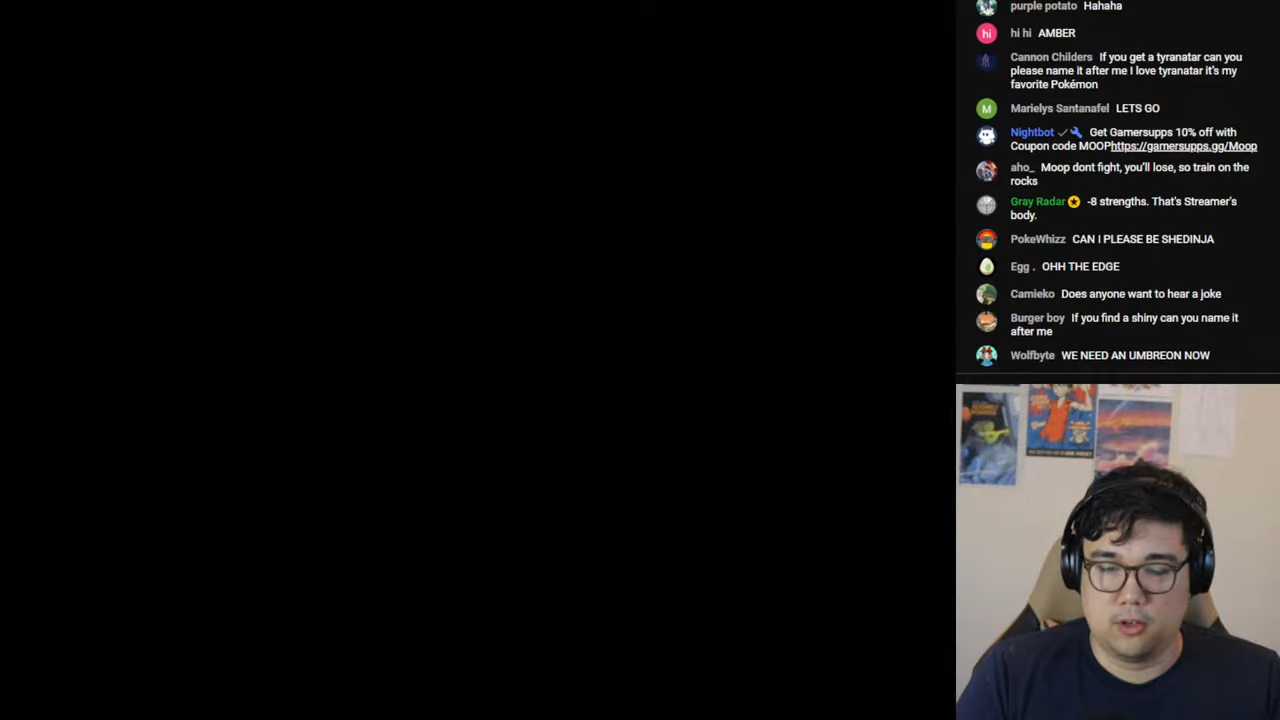 purple potato Hahaha
hi hi hi AMBER
Cannon Childers If you get a tyranatar can you
please name it after me I love tyranatar it's my
favorite Pokémon
M Marielys Santanafel LETS GO
Nightbot Get Gamersupps 10% off with
Coupon code MOOPhttps://gamersupps.gg/Moop
aho_ Moop dont fight, you'll lose, so train on the
rocks
Gray Radar -8 strengths. That's Streamer's
body.
PokeWhizz CAN I PLEASE BE SHEDINJA
Egg . OHH THE EDGE
Camieko Does anyone want to hear a joke
Burger boy If you find a shiny can you name it
after me
Wolfbyte WE NEED AN UMBREON NOW